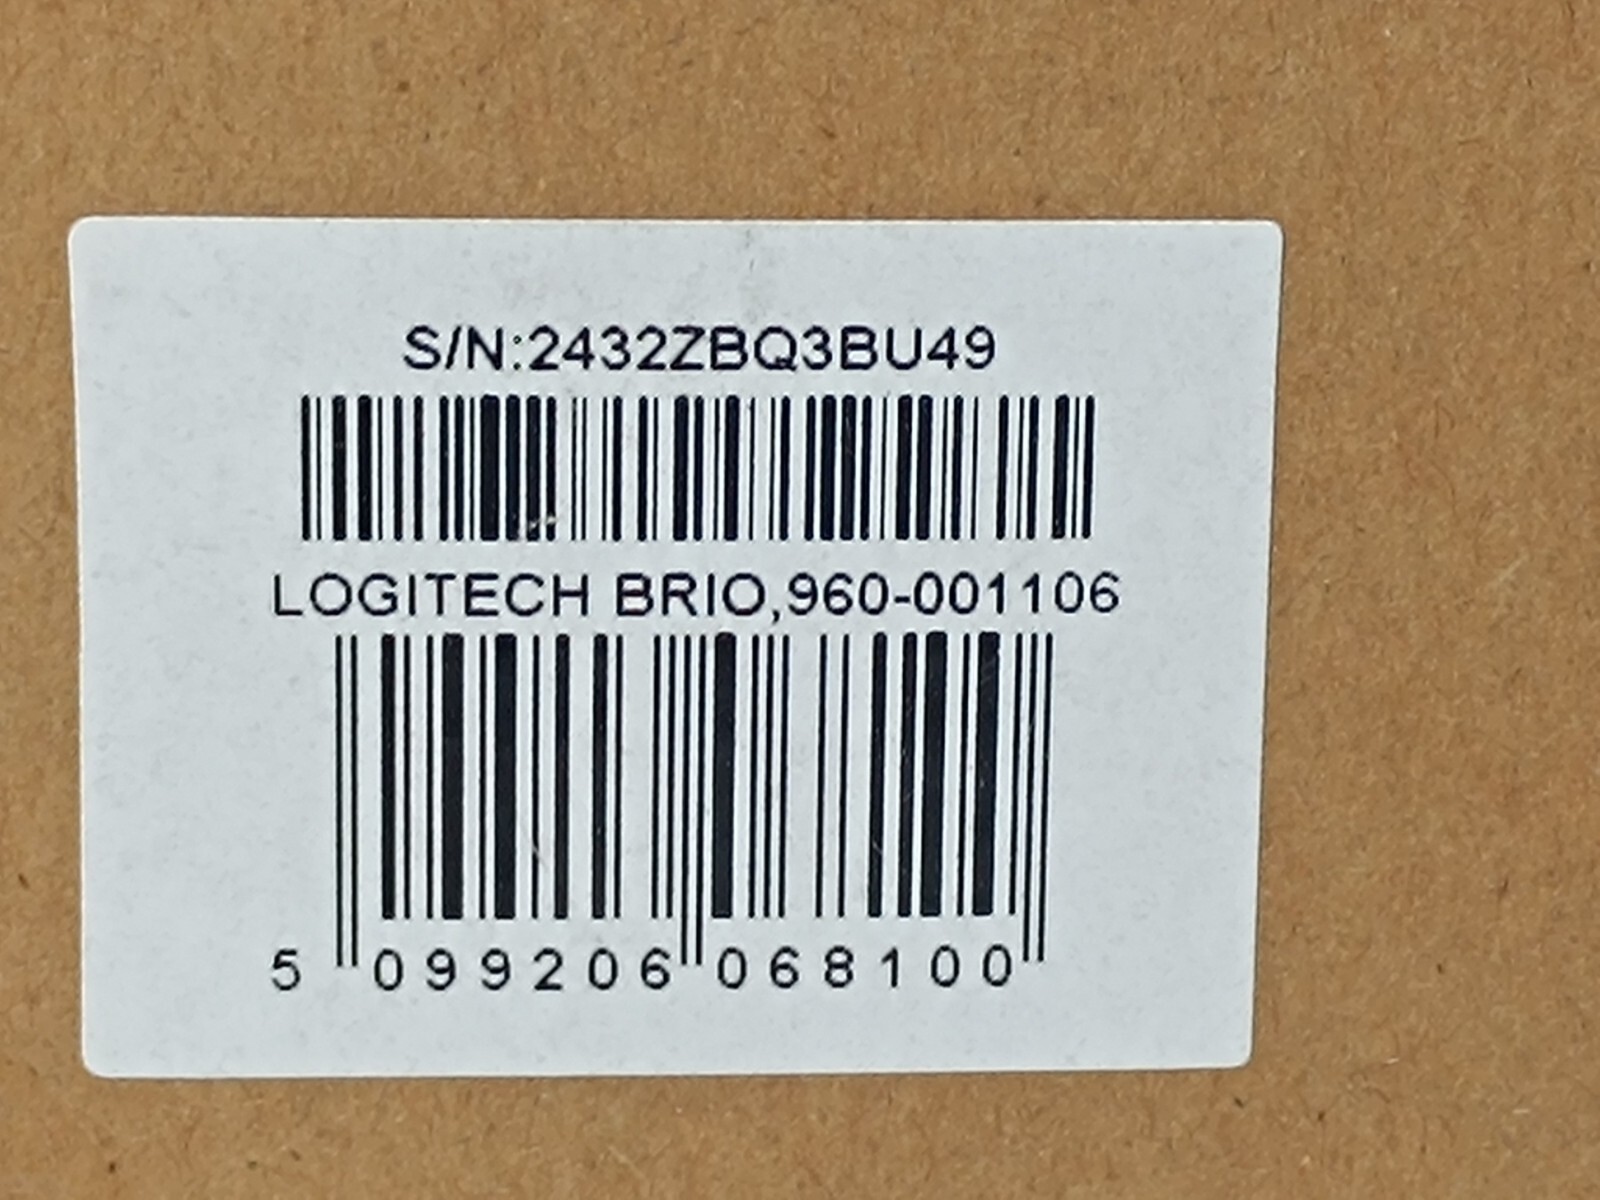 S/N:2432ZBQ3BU49
LOGITECH BRIO,960-001106
5 099206 068100